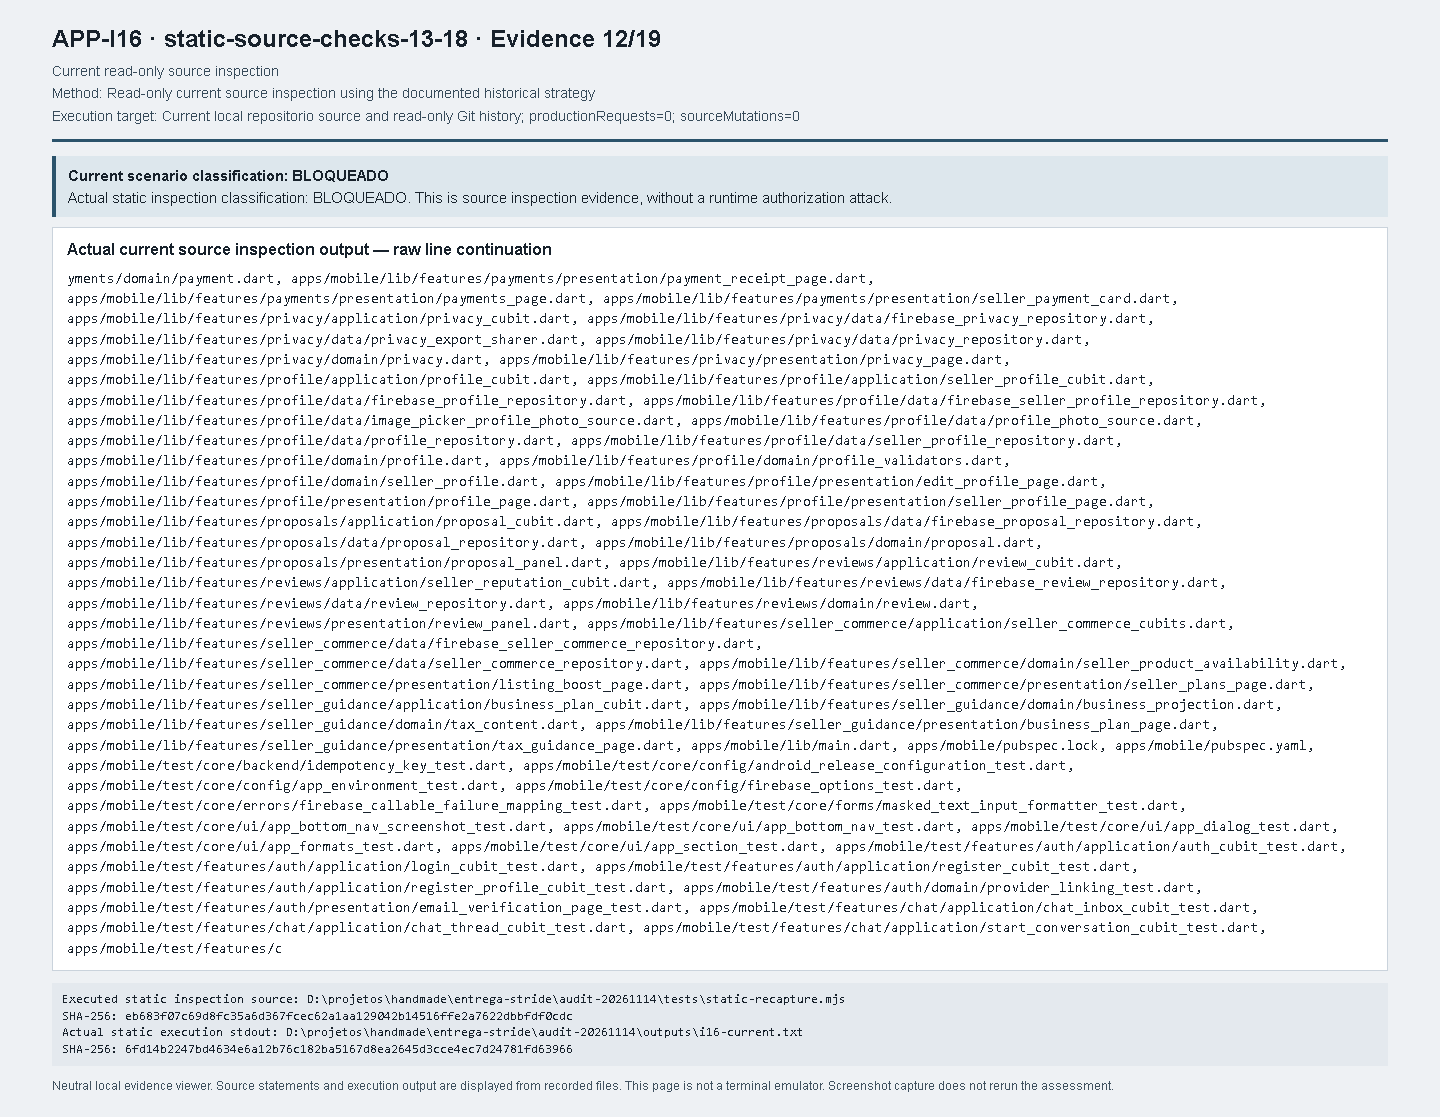 APP-I16 · static-source-checks-13-18 · Evidence 12/19
Current read-only source inspection
Method: Read-only current source inspection using the documented historical strategy
Execution target: Current local repositorio source and read-only Git history; productionRequests=0; sourceMutations=0
Current scenario classification: BLOQUEADO
Actual static inspection classification: BLOQUEADO. This is source inspection evidence, without a runtime authorization attack.
Actual current source inspection output — raw line continuation
yments/domain/payment.dart, apps/mobile/lib/features/payments/presentation/payment_receipt_page.dart,
apps/mobile/lib/features/payments/presentation/payments_page.dart, apps/mobile/lib/features/payments/presentation/seller_payment_card.dart,
apps/mobile/lib/features/privacy/application/privacy_cubit.dart, apps/mobile/lib/features/privacy/data/firebase_privacy_repository.dart,
apps/mobile/lib/features/privacy/data/privacy_export_sharer.dart, apps/mobile/lib/features/privacy/data/privacy_repository.dart,
apps/mobile/lib/features/privacy/domain/privacy.dart, apps/mobile/lib/features/privacy/presentation/privacy_page.dart,
apps/mobile/lib/features/profile/application/profile_cubit.dart, apps/mobile/lib/features/profile/application/seller_profile_cubit.dart,
apps/mobile/lib/features/profile/data/firebase_profile_repository.dart, apps/mobile/lib/features/profile/data/firebase_seller_profile_repository.dart,
apps/mobile/lib/features/profile/data/image_picker_profile_photo_source.dart, apps/mobile/lib/features/profile/data/profile_photo_source.dart,
apps/mobile/lib/features/profile/data/profile_repository.dart, apps/mobile/lib/features/profile/data/seller_profile_repository.dart,
apps/mobile/lib/features/profile/domain/profile.dart, apps/mobile/lib/features/profile/domain/profile_validators.dart,
apps/mobile/lib/features/profile/domain/seller_profile.dart, apps/mobile/lib/features/profile/presentation/edit_profile_page.dart,
apps/mobile/lib/features/profile/presentation/profile_page.dart, apps/mobile/lib/features/profile/presentation/seller_profile_page.dart,
apps/mobile/lib/features/proposals/application/proposal_cubit.dart, apps/mobile/lib/features/proposals/data/firebase_proposal_repository.dart,
apps/mobile/lib/features/proposals/data/proposal_repository.dart, apps/mobile/lib/features/proposals/domain/proposal.dart,
apps/mobile/lib/features/proposals/presentation/proposal_panel.dart, apps/mobile/lib/features/reviews/application/review_cubit.dart,
apps/mobile/lib/features/reviews/application/seller_reputation_cubit.dart, apps/mobile/lib/features/reviews/data/firebase_review_repository.dart,
apps/mobile/lib/features/reviews/data/review_repository.dart, apps/mobile/lib/features/reviews/domain/review.dart,
apps/mobile/lib/features/reviews/presentation/review_panel.dart, apps/mobile/lib/features/seller_commerce/application/seller_commerce_cubits.dart,
apps/mobile/lib/features/seller_commerce/data/firebase_seller_commerce_repository.dart,
apps/mobile/lib/features/seller_commerce/data/seller_commerce_repository.dart, apps/mobile/lib/features/seller_commerce/domain/seller_product_availability.dart,
apps/mobile/lib/features/seller_commerce/presentation/listing_boost_page.dart, apps/mobile/lib/features/seller_commerce/presentation/seller_plans_page.dart,
apps/mobile/lib/features/seller_guidance/application/business_plan_cubit.dart, apps/mobile/lib/features/seller_guidance/domain/business_projection.dart,
apps/mobile/lib/features/seller_guidance/domain/tax_content.dart, apps/mobile/lib/features/seller_guidance/presentation/business_plan_page.dart,
apps/mobile/lib/features/seller_guidance/presentation/tax_guidance_page.dart, apps/mobile/lib/main.dart, apps/mobile/pubspec.lock, apps/mobile/pubspec.yaml,
apps/mobile/test/core/backend/idempotency_key_test.dart, apps/mobile/test/core/config/android_release_configuration_test.dart,
apps/mobile/test/core/config/app_environment_test.dart, apps/mobile/test/core/config/firebase_options_test.dart,
apps/mobile/test/core/errors/firebase_callable_failure_mapping_test.dart, apps/mobile/test/core/forms/masked_text_input_formatter_test.dart,
apps/mobile/test/core/ui/app_bottom_nav_screenshot_test.dart, apps/mobile/test/core/ui/app_bottom_nav_test.dart, apps/mobile/test/core/ui/app_dialog_test.dart,
apps/mobile/test/core/ui/app_formats_test.dart, apps/mobile/test/core/ui/app_section_test.dart, apps/mobile/test/features/auth/application/auth_cubit_test.dart,
apps/mobile/test/features/auth/application/login_cubit_test.dart, apps/mobile/test/features/auth/application/register_cubit_test.dart,
apps/mobile/test/features/auth/application/register_profile_cubit_test.dart, apps/mobile/test/features/auth/domain/provider_linking_test.dart,
apps/mobile/test/features/auth/presentation/email_verification_page_test.dart, apps/mobile/test/features/chat/application/chat_inbox_cubit_test.dart,
apps/mobile/test/features/chat/application/chat_thread_cubit_test.dart, apps/mobile/test/features/chat/application/start_conversation_cubit_test.dart,
apps/mobile/test/features/c
Executed static inspection source: D:\projetos\handmade\entrega-stride\audit-20261114\tests\static-recapture.mjs
SHA-256: eb683f07c69d8fc35a6d367fcec62a1aa129042b14516ffe2a7622dbbfdf0cdc
Actual static execution stdout: D:\projetos\handmade\entrega-stride\audit-20261114\outputs\i16-current.txt
SHA-256: 6fd14b2247bd4634e6a12b76c182ba5167d8ea2645d3cce4ec7d24781fd63966
Neutral local evidence viewer. Source statements and execution output are displayed from recorded files. This page is not a terminal emulator. Screenshot capture does not rerun the assessment.